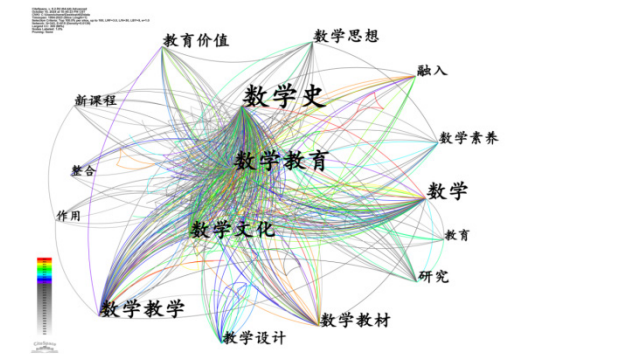 教育价值
数学思想
融入
新课程
数学史
数学素养
数学教育
整合
数学
作用
数学文化
教育
研究
数学教学
数学教材
教学设计
CiteSpace